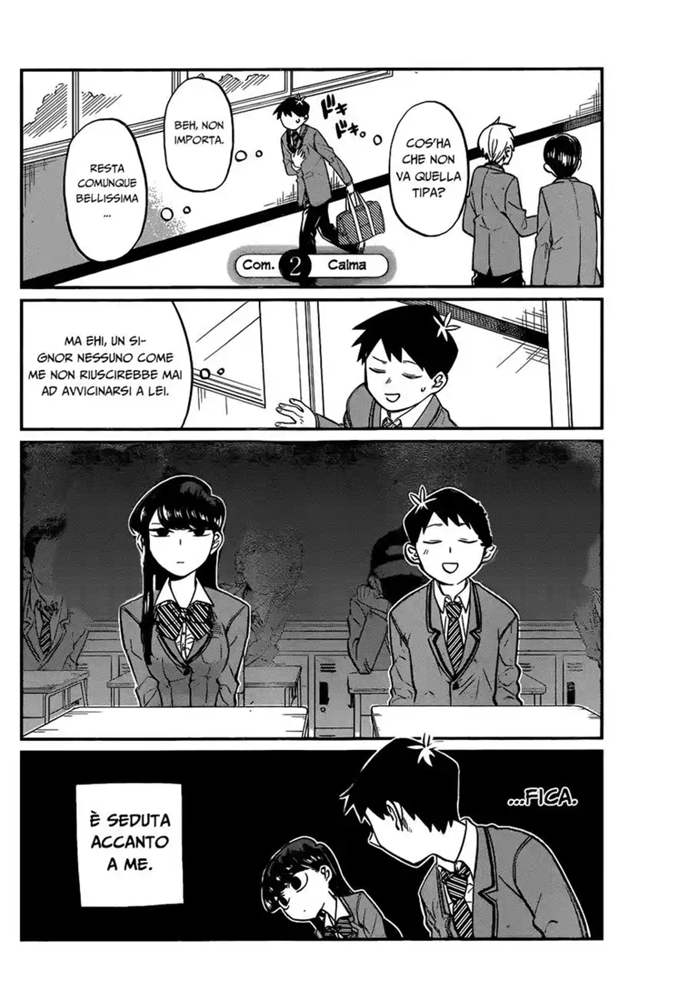 COS'HA
CHE NON
VA QUELLA
TIPA?
ドキ
ドキ。
BEH, NON
IMPORTA.
RESTA
COMUNQUE
BELLISSIMA
...
Com. 2 Calma
MA EHI, UN SI-
GNOR NESSUNO COME
ME NON RIUSCIREBBE MAI
AD AVVICINARSI A LEI.
...FICA.
È SEDUTA
ACCANTO
A ME.